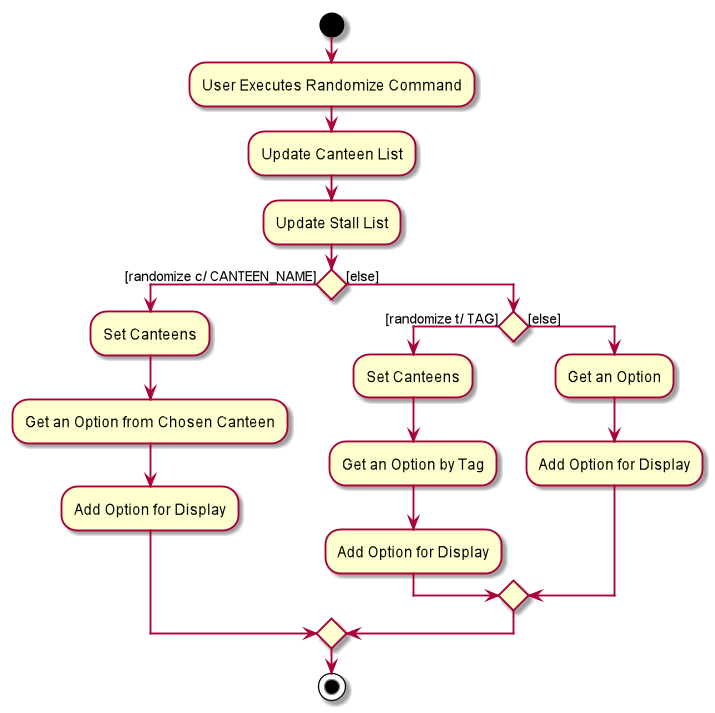 User Executes Randomize Command
Update Canteen List
Update Stall List
[randomize c/ CANTEEN_NAME]
[else]
Set Canteens
Get an Option from Chosen Canteen
Add Option for Display
[randomize t/ TAG]
[else]
Set Canteens
Get an Option by Tag
Add Option for Display
Get an Option
Add Option for Display